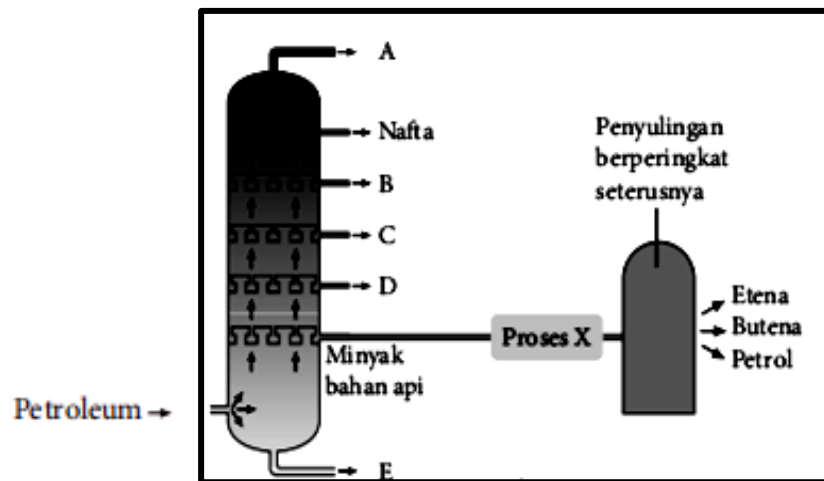 A
Nafta
B
C
D
Minyak
bahan api
Petroleum
E
Proses X
Penyulingan
berperingkat
seterusnya
Etena
Butena
Petrol